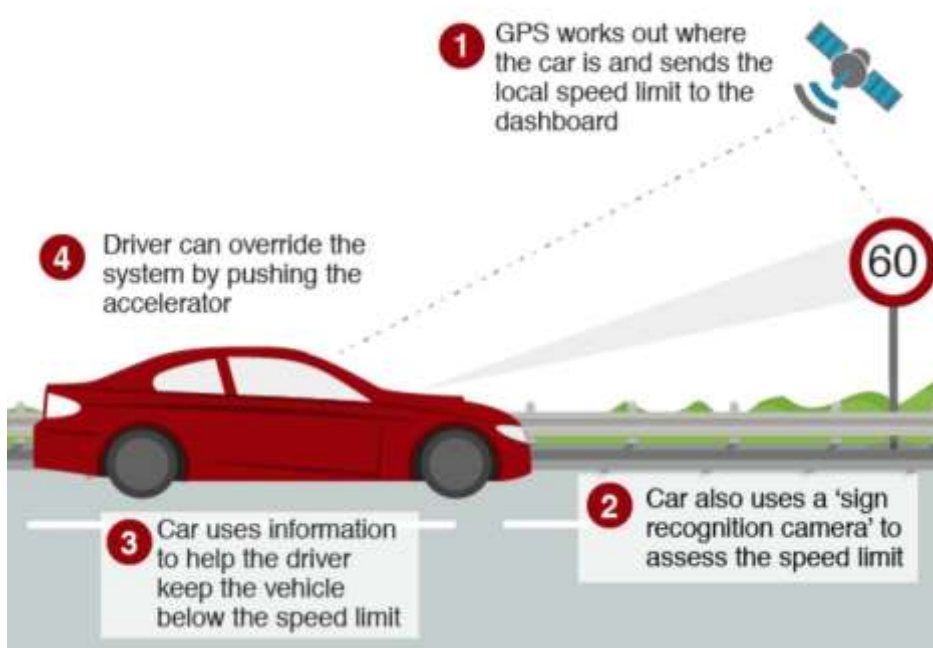 1 GPS works out where
the car is and sends the
local speed limit to the
dashboard
4 Driver can override the
system by pushing the
accelerator
60
2 Car also uses a ‘sign
recognition camera’ to
assess the speed limit
3 Car uses information
to help the driver
keep the vehicle
below the speed limit